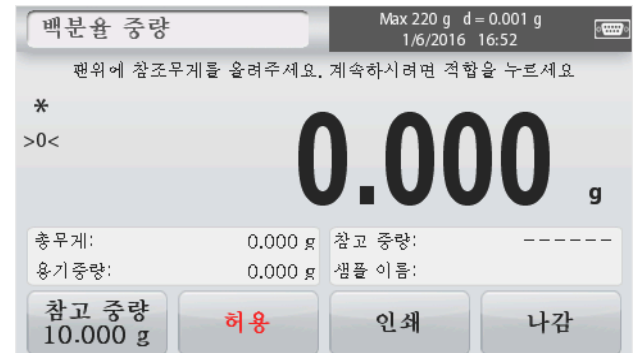 백분율 중량
Max 220 g d = 0.001 g
1/6/2016 16:52
팬위에 참조무게를 올려주세요. 계속하시려면 적합을 누르세요
*
>0<
0.000 g
총무게: 0.000 g
용기중량: 0.000 g
참고 중량: ------
샘플 이름:
참고 중량
10.000 g
허용
인쇄
나감